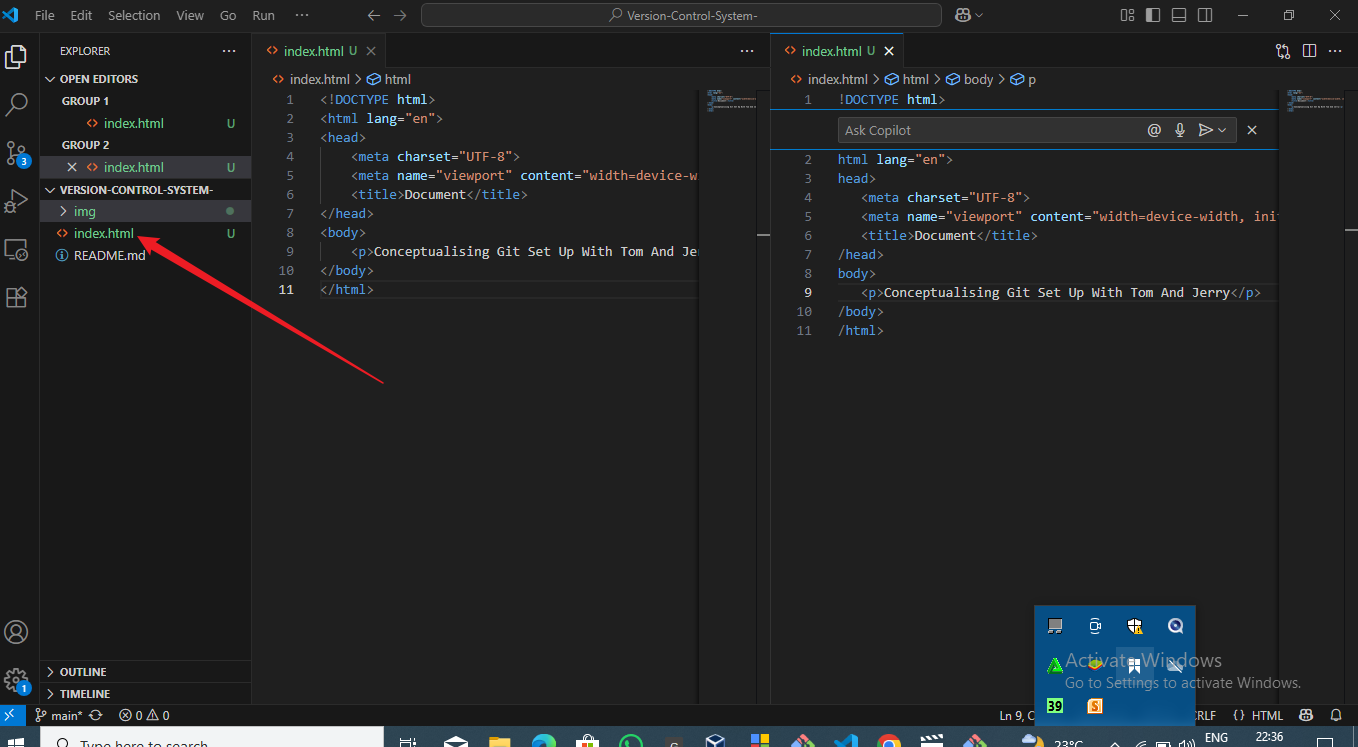 File Edit Selection View Go Run ··· Version-Control-System-
EXPLORER ···
OPEN EDITORS
GROUP 1
index.html U
GROUP 2
index.html U
VERSION-CONTROL-SYSTEM-
img
index.html U
README.md
OUTLINE
TIMELINE
3
1
index.html U
index.html > html
1 <!DOCTYPE html>
2 <html lang="en">
3 <head>
4 <meta charset="UTF-8">
5 <meta name="viewport" content="width=device-w
6 <title>Document</title>
7 </head>
8 <body>
9 <p>Conceptualising Git Set Up With Tom And Je
10 </body>
11 </html>
index.html U
index.html > html > body > p
1 !DOCTYPE html>
Ask Copilot
2 html lang="en">
3 head>
4 <meta charset="UTF-8">
5 <meta name="viewport" content="width=device-width, ini
6 <title>Document</title>
7 /head>
8 body>
9 <p>Conceptualising Git Set Up With Tom And Jerry</p>
10 /body>
11 /html>
Activate Windows
Go to Settings to activate Windows.
39
main* 0 0 Ln 9, C CRLF {} HTML
Type here to search 23°C ENG 22:36